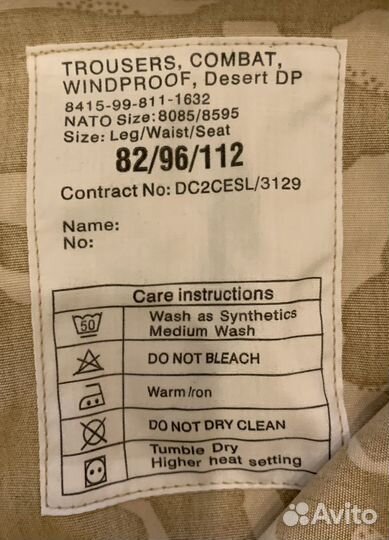 TROUSERS, COMBAT,
WINDPROOF, Desert DP
8415-99-811-1632
NATO Size: 8085/8595
Size: Leg/Waist/Seat
82/96/112
Contract No: DC2CESL/3129
Name:
No:
Care instructions
50 Wash as Synthetics
Medium Wash
DO NOT BLEACH
Warm Iron
DO NOT DRY CLEAN
Tumble Dry
Higher heat setting
Avito